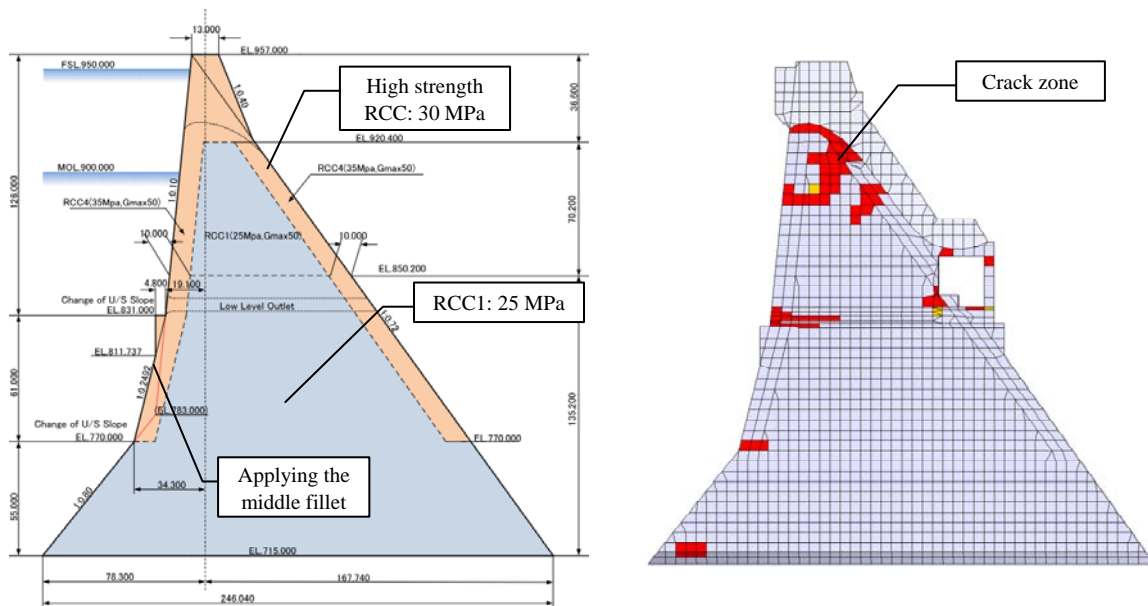 13.000
EL.957.000
FSL.950.000
1:0.40
High strength
RCC: 30 MPa
36.600
EL.920.400
MOL.900.000
RCC4(35Mpa,Gmax50)
126.000
1:0.10
RCC4(35Mpa,Gmax50)
70.200
10.000
RCC1(25Mpa,Gmax50)
10.000
EL.850.200
4.800
19.100
Change of U/S Slope
Low Level Outlet
EL.831.000
RCC1: 25 MPa
1:0.72
EL.811.737
61.000
1:0.2492
135.200
(EL.783.000)
Change of U/S Slope
EL.770.000
EL.770.000
34.300
Applying the
middle fillet
55.000
1:0.80
EL.715.000
78.300
167.740
246.040
Crack zone